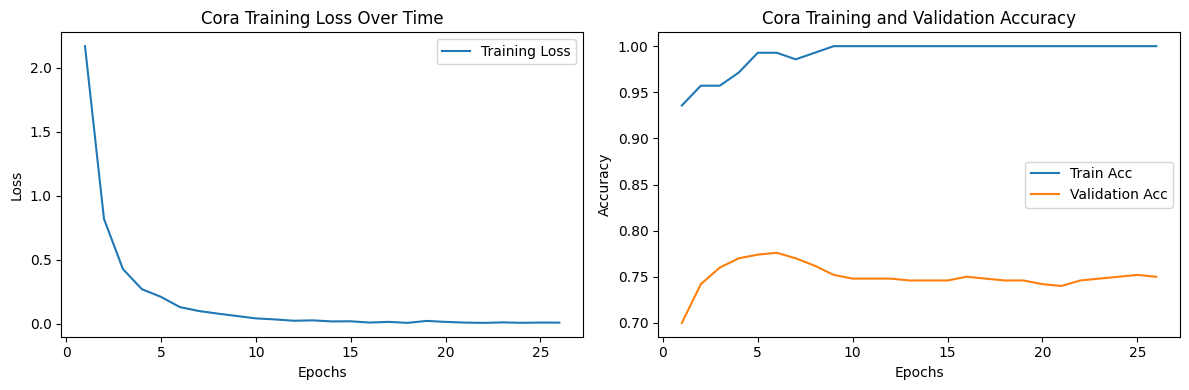 Cora Training Loss Over Time
Training Loss
2.0
1.5
1.0
0.5
0.0
Loss
0
5
10
15
20
25
Epochs
Cora Training and Validation Accuracy
1.00
0.95
0.90
0.85
0.80
0.75
0.70
Accuracy
Train Acc
Validation Acc
0
5
10
15
20
25
Epochs